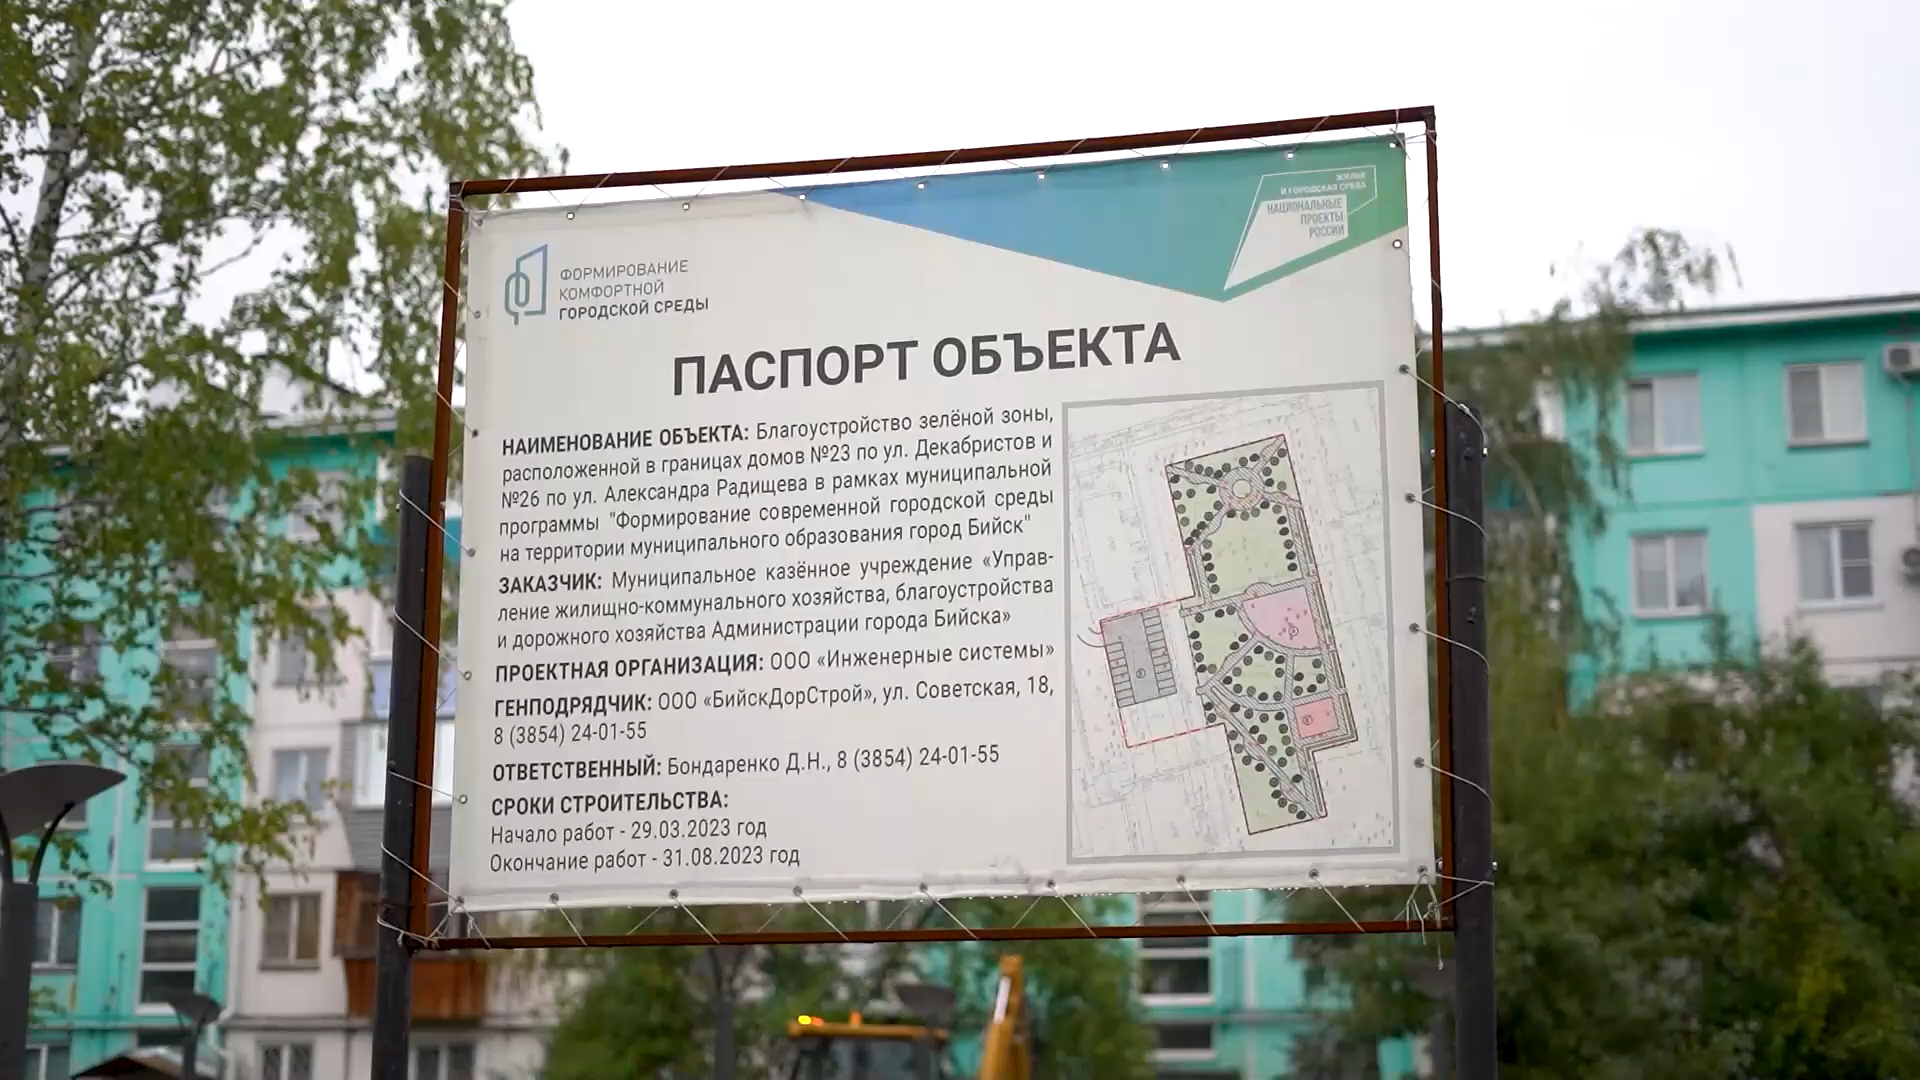 ЖИЛЬЕ
И ГОРОДСКАЯ СРЕДА
НАЦИОНАЛЬНЫЕ
ПРОЕКТЫ
РОССИИ
ФОРМИРОВАНИЕ
КОМФОРТНОЙ
ГОРОДСКОЙ СРЕДЫ
ПАСПОРТ ОБЪЕКТА
НАИМЕНОВАНИЕ ОБЪЕКТА: Благоустройство зелёной зоны,
расположенной в границах домов №23 по ул. Декабристов и
№26 по ул. Александра Радищева в рамках муниципальной
программы "Формирование современной городской среды
на территории муниципального образования город Бийск"
ЗАКАЗЧИК: Муниципальное казённое учреждение «Управ-
ление жилищно-коммунального хозяйства, благоустройства
и дорожного хозяйства Администрации города Бийска»
ПРОЕКТНАЯ ОРГАНИЗАЦИЯ: ООО «Инженерные системы»
ГЕНПОДРЯДЧИК: ООО «БийскДорСтрой», ул. Советская, 18,
8 (3854) 24-01-55
ОТВЕТСТВЕННЫЙ: Бондаренко Д.Н., 8 (3854) 24-01-55
СРОКИ СТРОИТЕЛЬСТВА:
Начало работ - 29.03.2023 год
Окончание работ - 31.08.2023 год